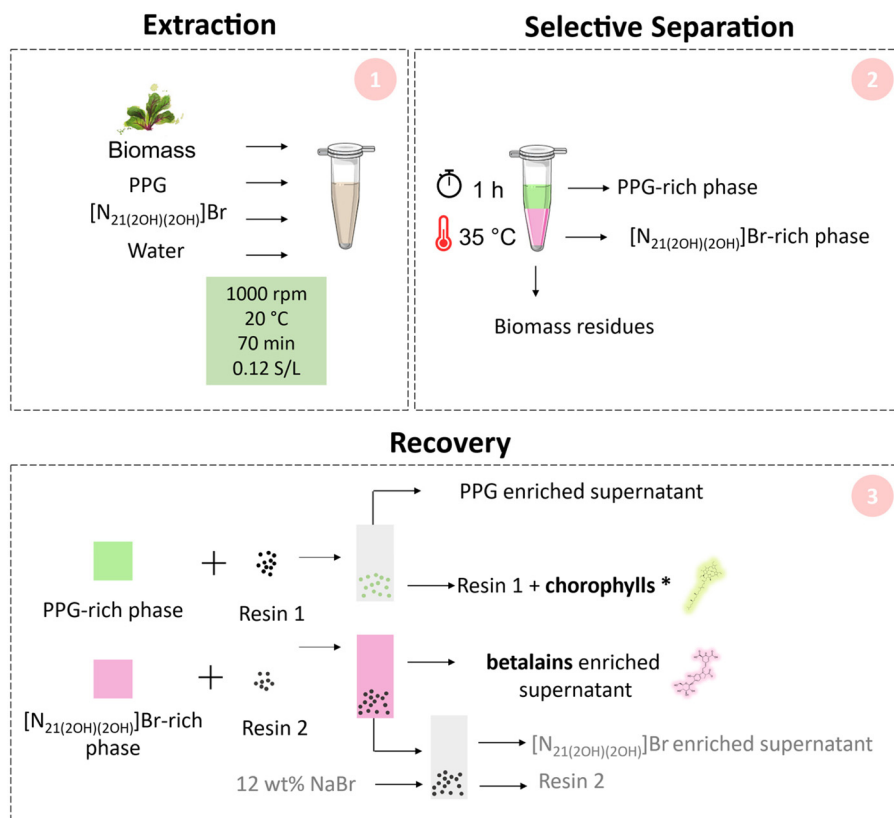 Extraction
1
Biomass
PPG
[N21(2OH)(2OH)]Br
Water
1000 rpm
20 °C
70 min
0.12 S/L
Selective Separation
2
1 h
35 °C
PPG-rich phase
[N21(2OH)(2OH)]Br-rich phase
Biomass residues
Recovery
3
PPG enriched supernatant
+
PPG-rich phase
Resin 1
Resin 1 + chorophylls *
+
[N21(2OH)(2OH)]Br-rich
phase
Resin 2
betalains enriched
supernatant
[N21(2OH)(2OH)]Br enriched supernatant
12 wt% NaBr
Resin 2